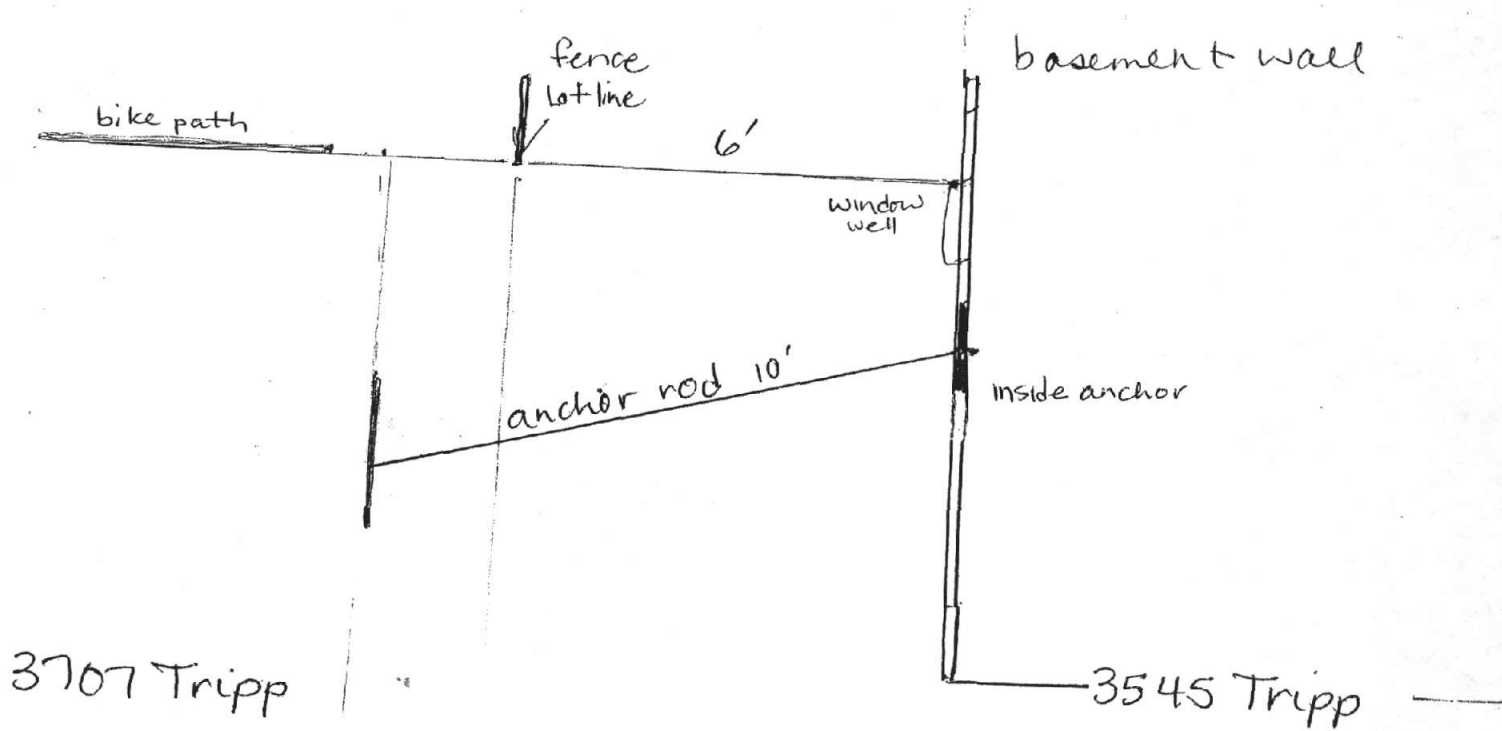 fence
Lot line
basement wall
bike path
6'
window
well
anchor rod 10'
inside anchor
3707 Tripp
3545 Tripp